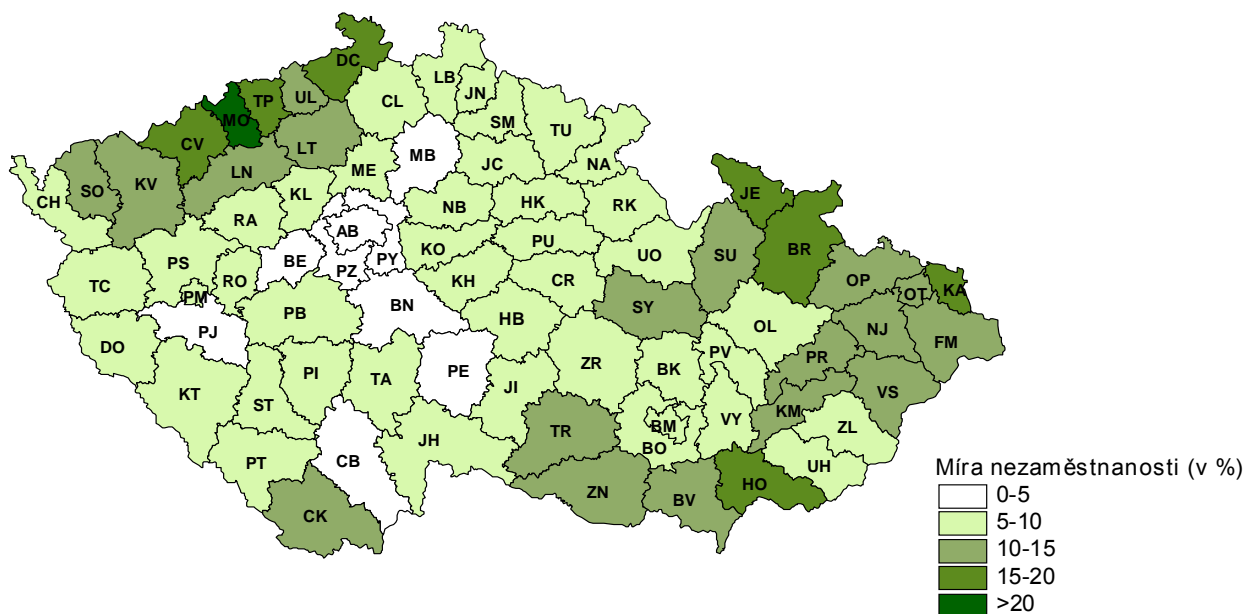 DC
LB
TP
UL
JN
CL
MO
SM
TU
CV
LT
MB
JC
NA
ME
LN
KV
SO
KL
JE
CH
RA
NB
HK
RK
AB
KO
PU
UO
SU
BR
BE
PY
PS
PZ
RO
KH
CR
OP
OT
KA
TC
PM
BN
SY
PB
HB
OL
NJ
PJ
FM
DO
PR
PV
PE
ZR
BK
PI
TA
JI
VS
KT
ST
KM
VY
BM
ZL
TR
JH
BO
CB
PT
UH
HO
ZN
BV
CK
Míra nezaměstnanosti (v %)
0-5
5-10
10-15
15-20
>20